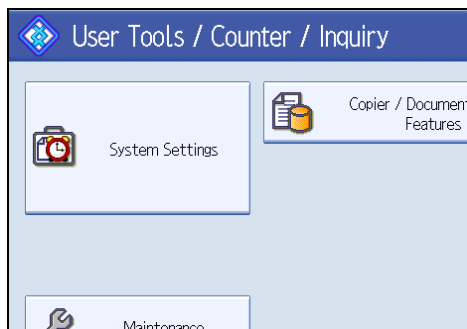 User Tools / Counter / Inquiry
System Settings
Copier / Document
Features
Maintenance